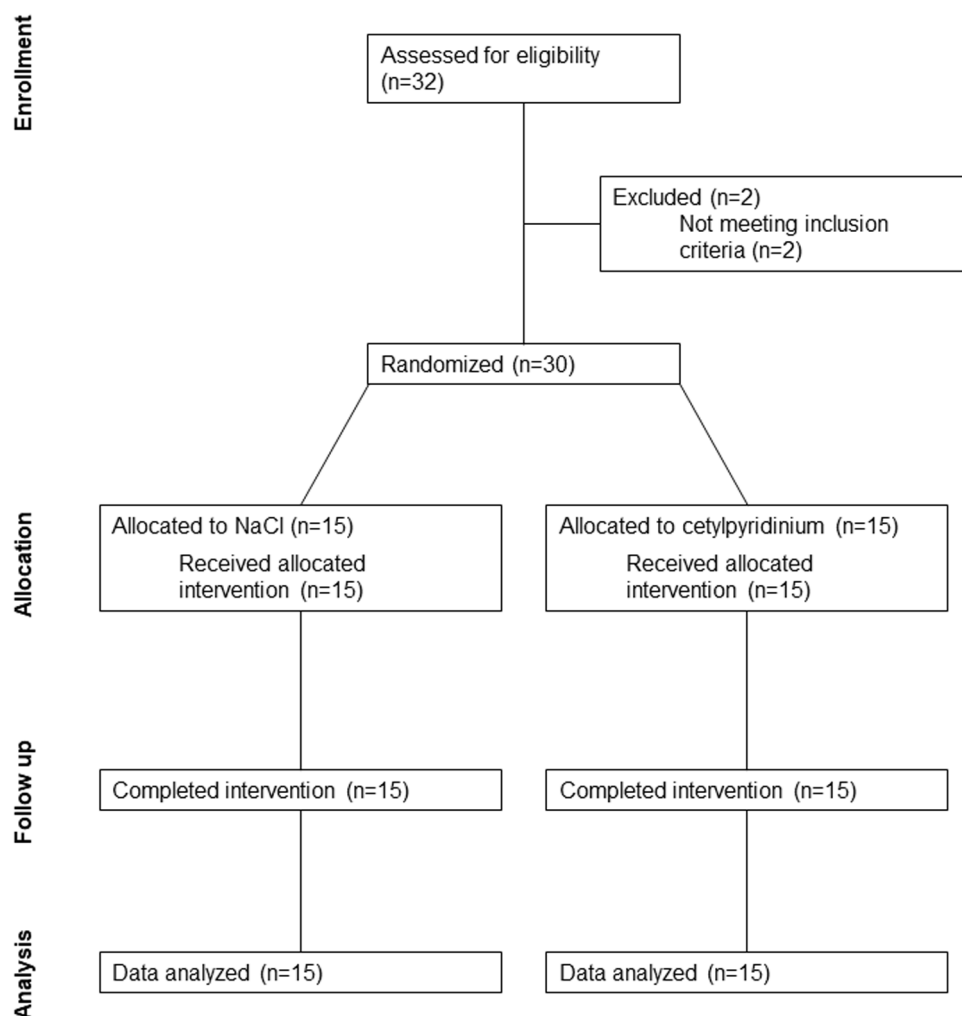 Enrollment
Assessed for eligibility
(n=32)
Excluded (n=2)
Not meeting inclusion
criteria (n=2)
Randomized (n=30)
Allocation
Allocated to NaCl (n=15)
Received allocated
intervention (n=15)
Allocated to cetylpyridinium (n=15)
Received allocated
intervention (n=15)
Follow up
Completed intervention (n=15)
Completed intervention (n=15)
Analysis
Data analyzed (n=15)
Data analyzed (n=15)